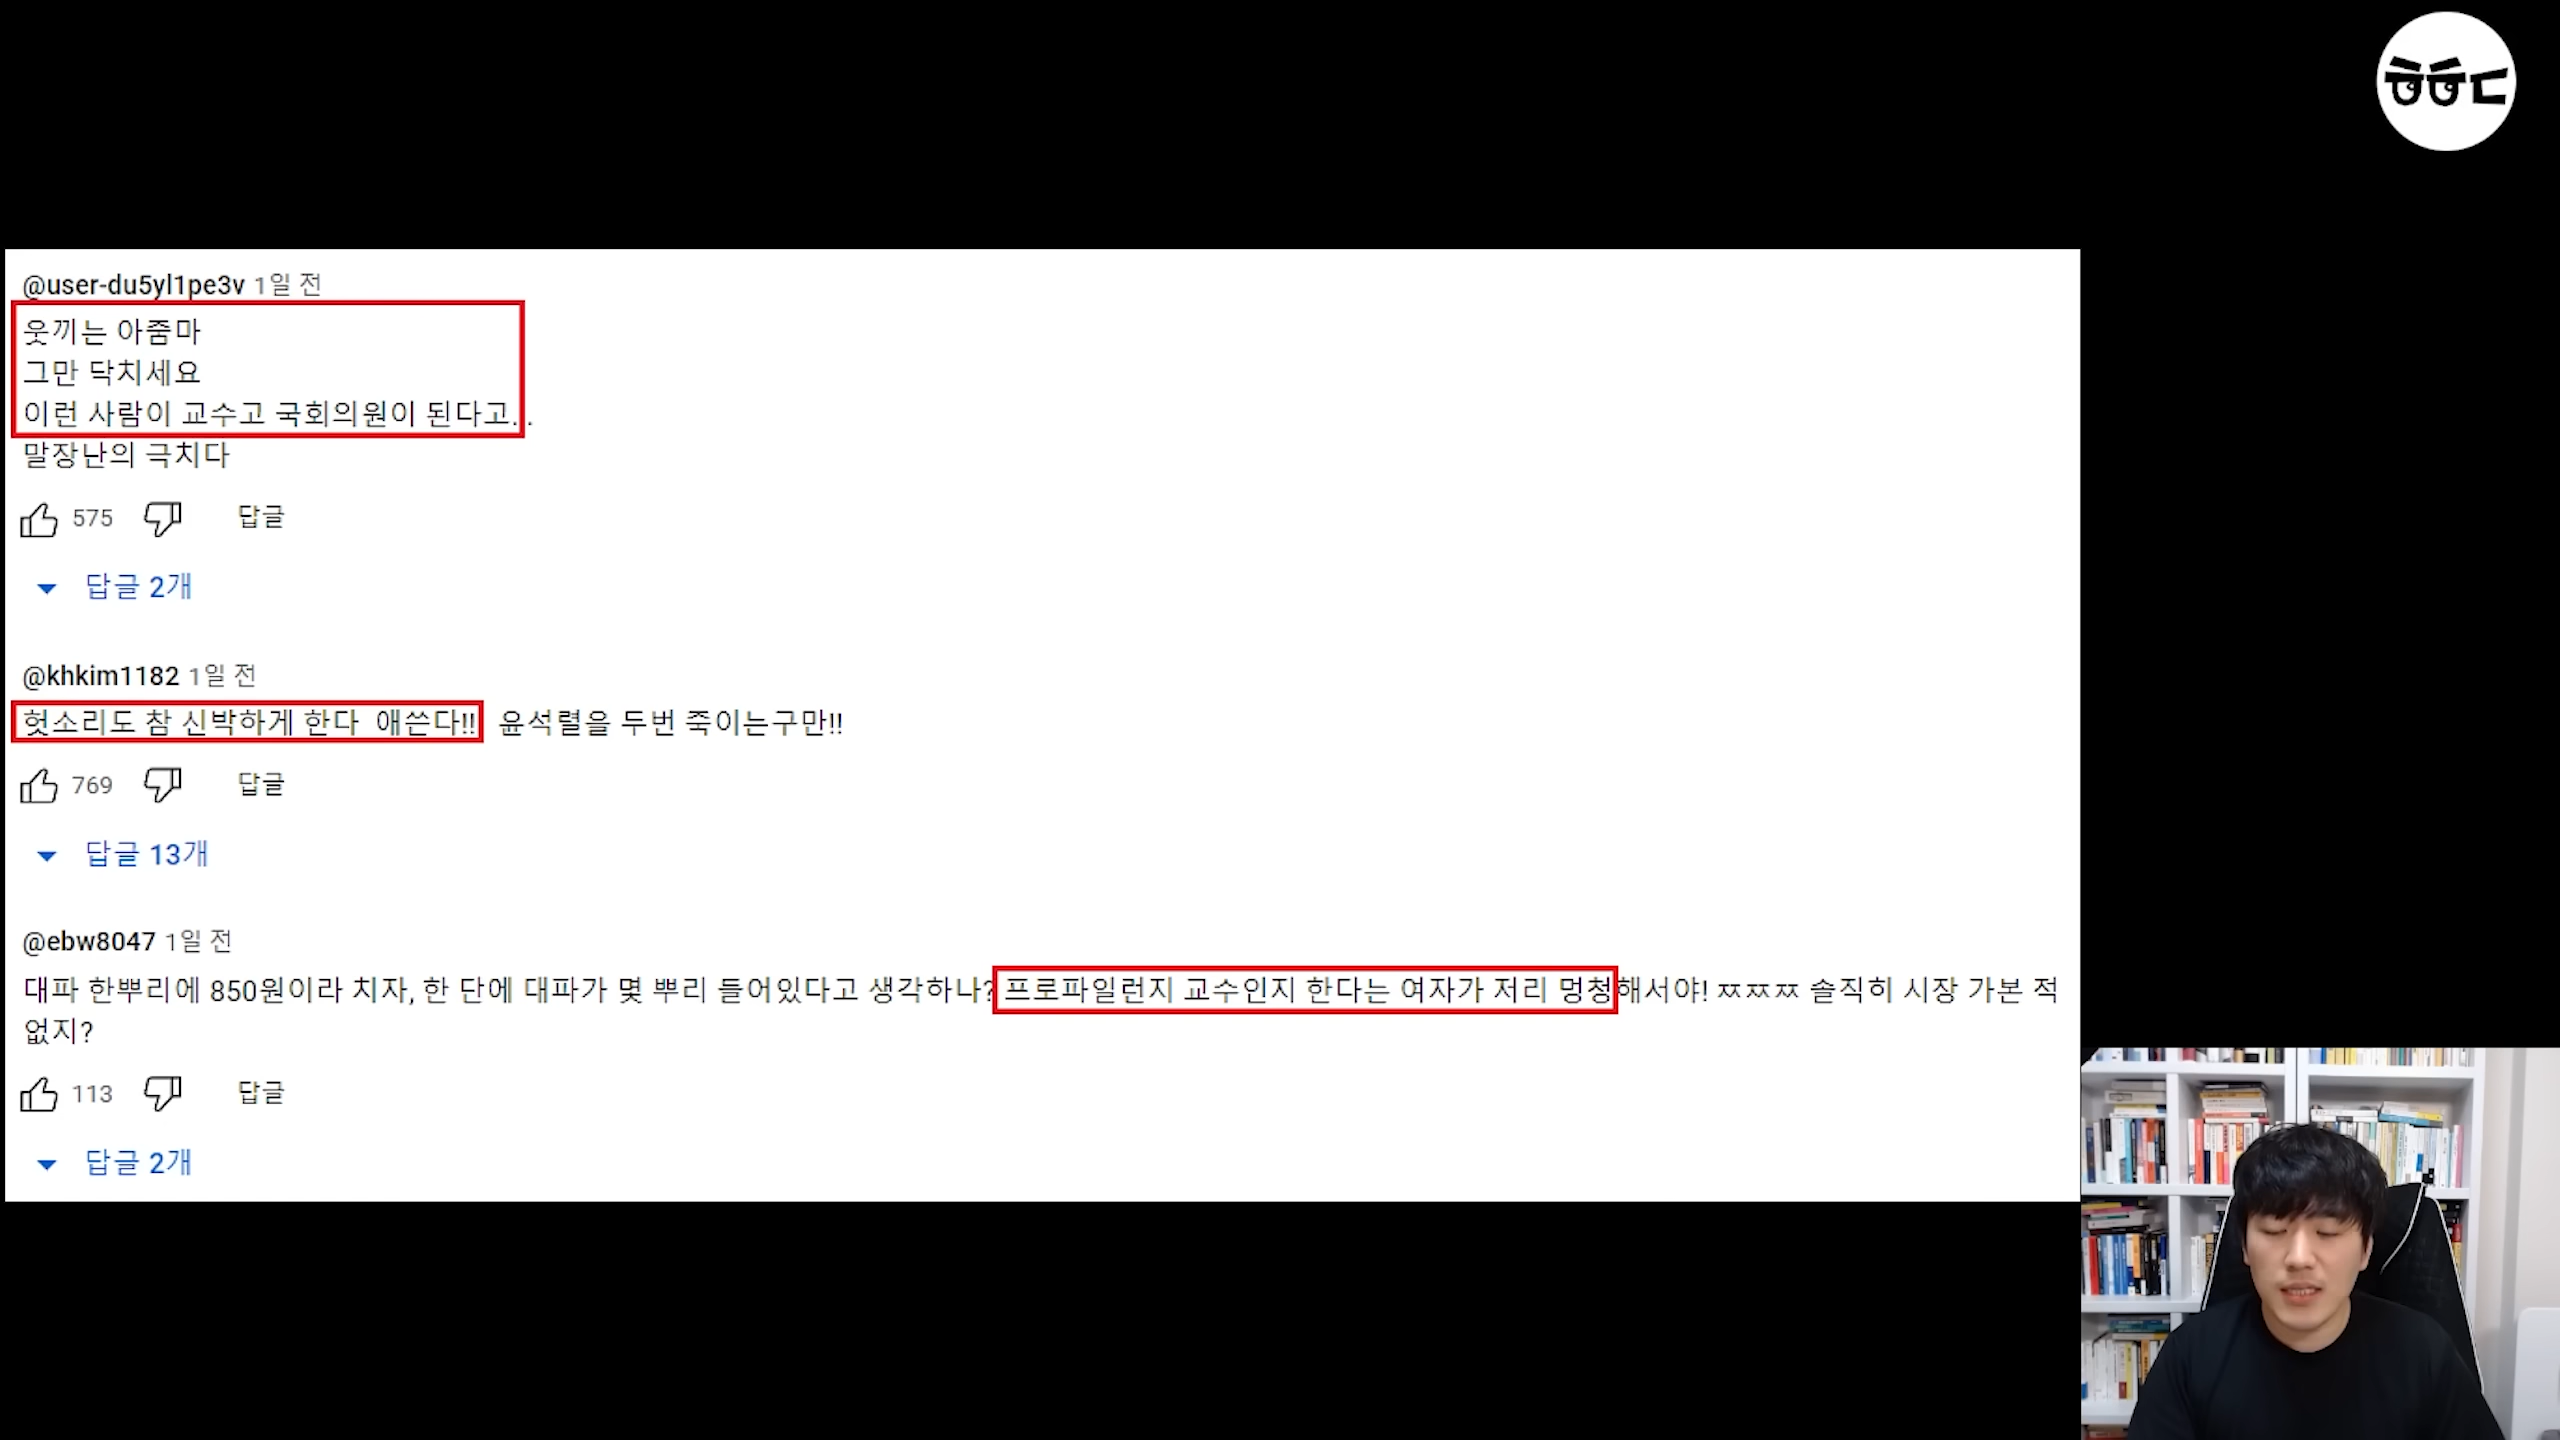 ㅎㅎㄷ
@user-du5yl1pe3v 1일 전
웃끼는 아줌마
그만 닥치세요
이런 사람이 교수고 국회의원이 된다고...
말장난의 극치다
575 답글
답글 2개
@khkim1182 1일 전
헛소리도 참 신박하게 한다 애쓴다!! 윤석렬을 두번 죽이는구만!!
769 답글
답글 13개
@ebw8047 1일 전
대파 한뿌리에 850원이라 치자, 한 단에 대파가 몇 뿌리 들어있다고 생각하나? 프로파일런지 교수인지 한다는 여자가 저리 멍청해서야! ㅉㅉㅉ 솔직히 시장 가본 적
없지?
113 답글
답글 2개